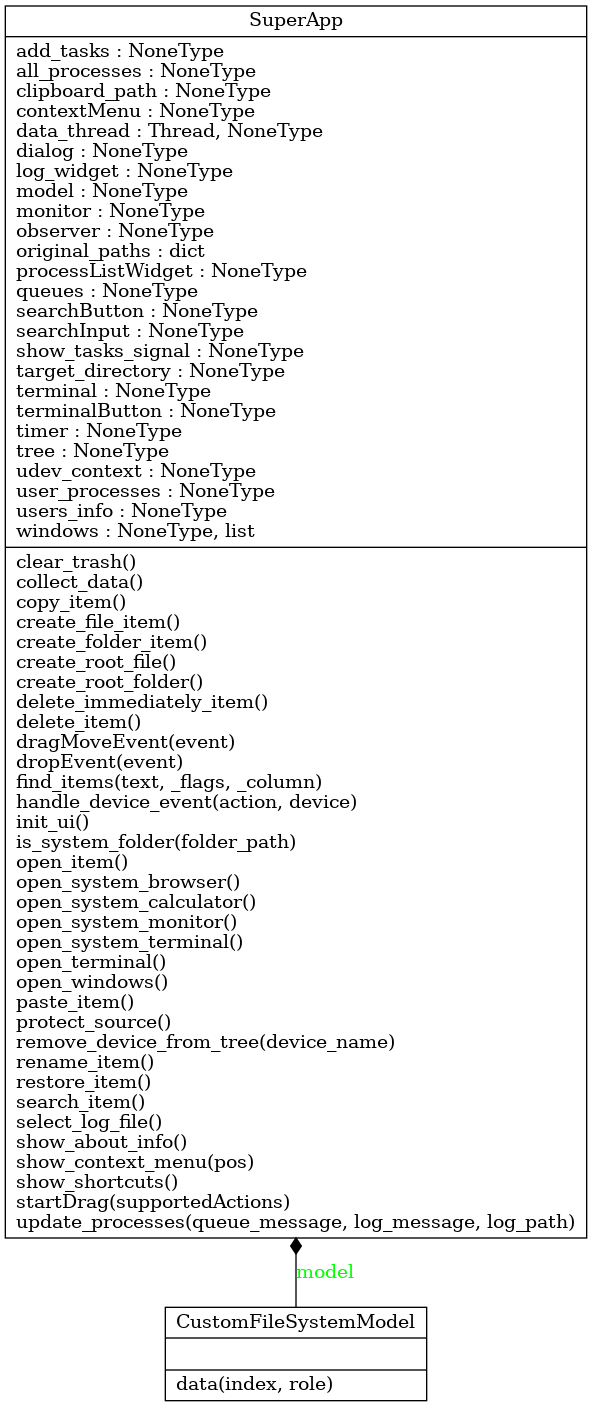 SuperApp
add_tasks : NoneType
all_processes : NoneType
clipboard_path : NoneType
contextMenu : NoneType
data_thread : Thread, NoneType
dialog : NoneType
log_widget : NoneType
model : NoneType
monitor : NoneType
observer : NoneType
original_paths : dict
processListWidget : NoneType
queues : NoneType
searchButton : NoneType
searchInput : NoneType
show_tasks_signal : NoneType
target_directory : NoneType
terminal : NoneType
terminalButton : NoneType
timer : NoneType
tree : NoneType
udev_context : NoneType
user_processes : NoneType
users_info : NoneType
windows : NoneType, list
clear_trash()
collect_data()
copy_item()
create_file_item()
create_folder_item()
create_root_file()
create_root_folder()
delete_immediately_item()
delete_item()
dragMoveEvent(event)
dropEvent(event)
find_items(text, _flags, _column)
handle_device_event(action, device)
init_ui()
is_system_folder(folder_path)
open_item()
open_system_browser()
open_system_calculator()
open_system_monitor()
open_system_terminal()
open_terminal()
open_windows()
paste_item()
protect_source()
remove_device_from_tree(device_name)
rename_item()
restore_item()
search_item()
select_log_file()
show_about_info()
show_context_menu(pos)
show_shortcuts()
startDrag(supportedActions)
update_processes(queue_message, log_message, log_path)
model
CustomFileSystemModel
data(index, role)